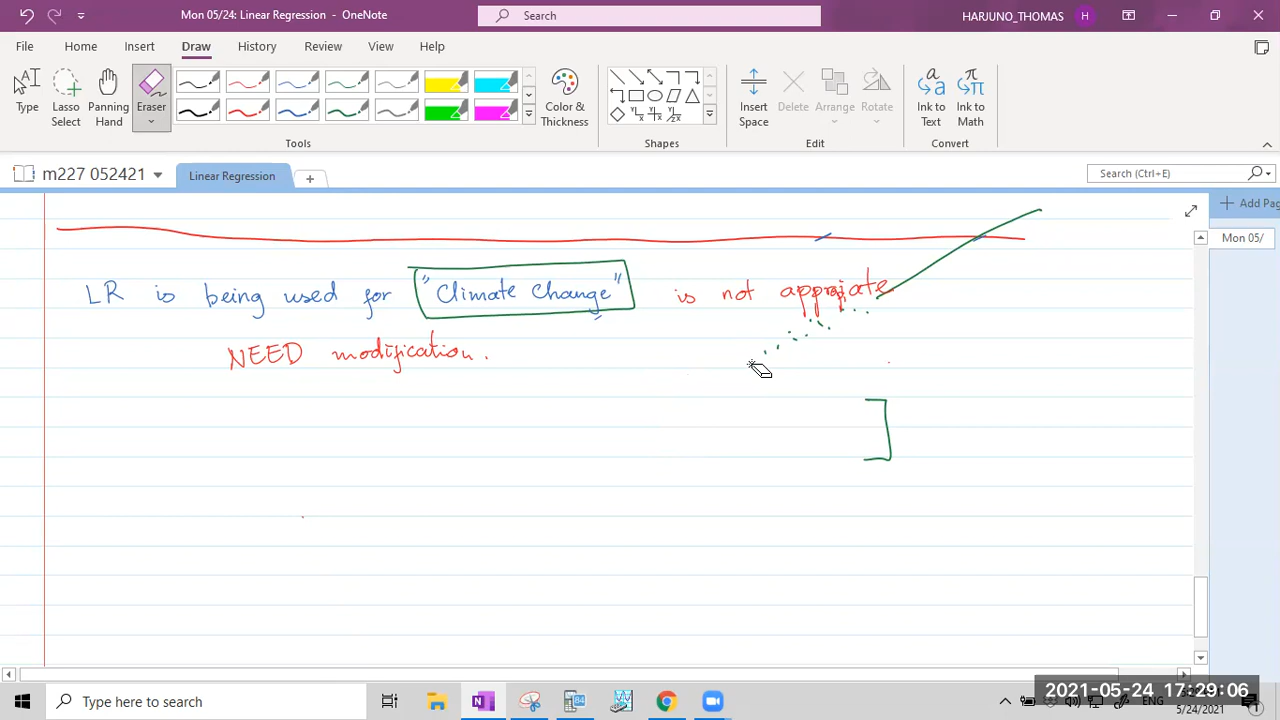 Mon 05/24: Linear Regression - OneNote
Search
HARJUNO_THOMAS
H
File
Home
Insert
Draw
History
Review
View
Help
Type
Lasso Select
Panning Hand
Eraser
Color & Thickness
Insert Space
Delete
Arrange
Rotate
Ink to Text
Ink to Math
Tools
Shapes
Edit
Convert
m227 052421
Linear Regression
Search (Ctrl+E)
Add Pag
Mon 05/
LR is being used for "Climate Change" is not apprqiate
NEED modification.
Type here to search
ENG
2021-05-24 17:29:06
5/24/2021